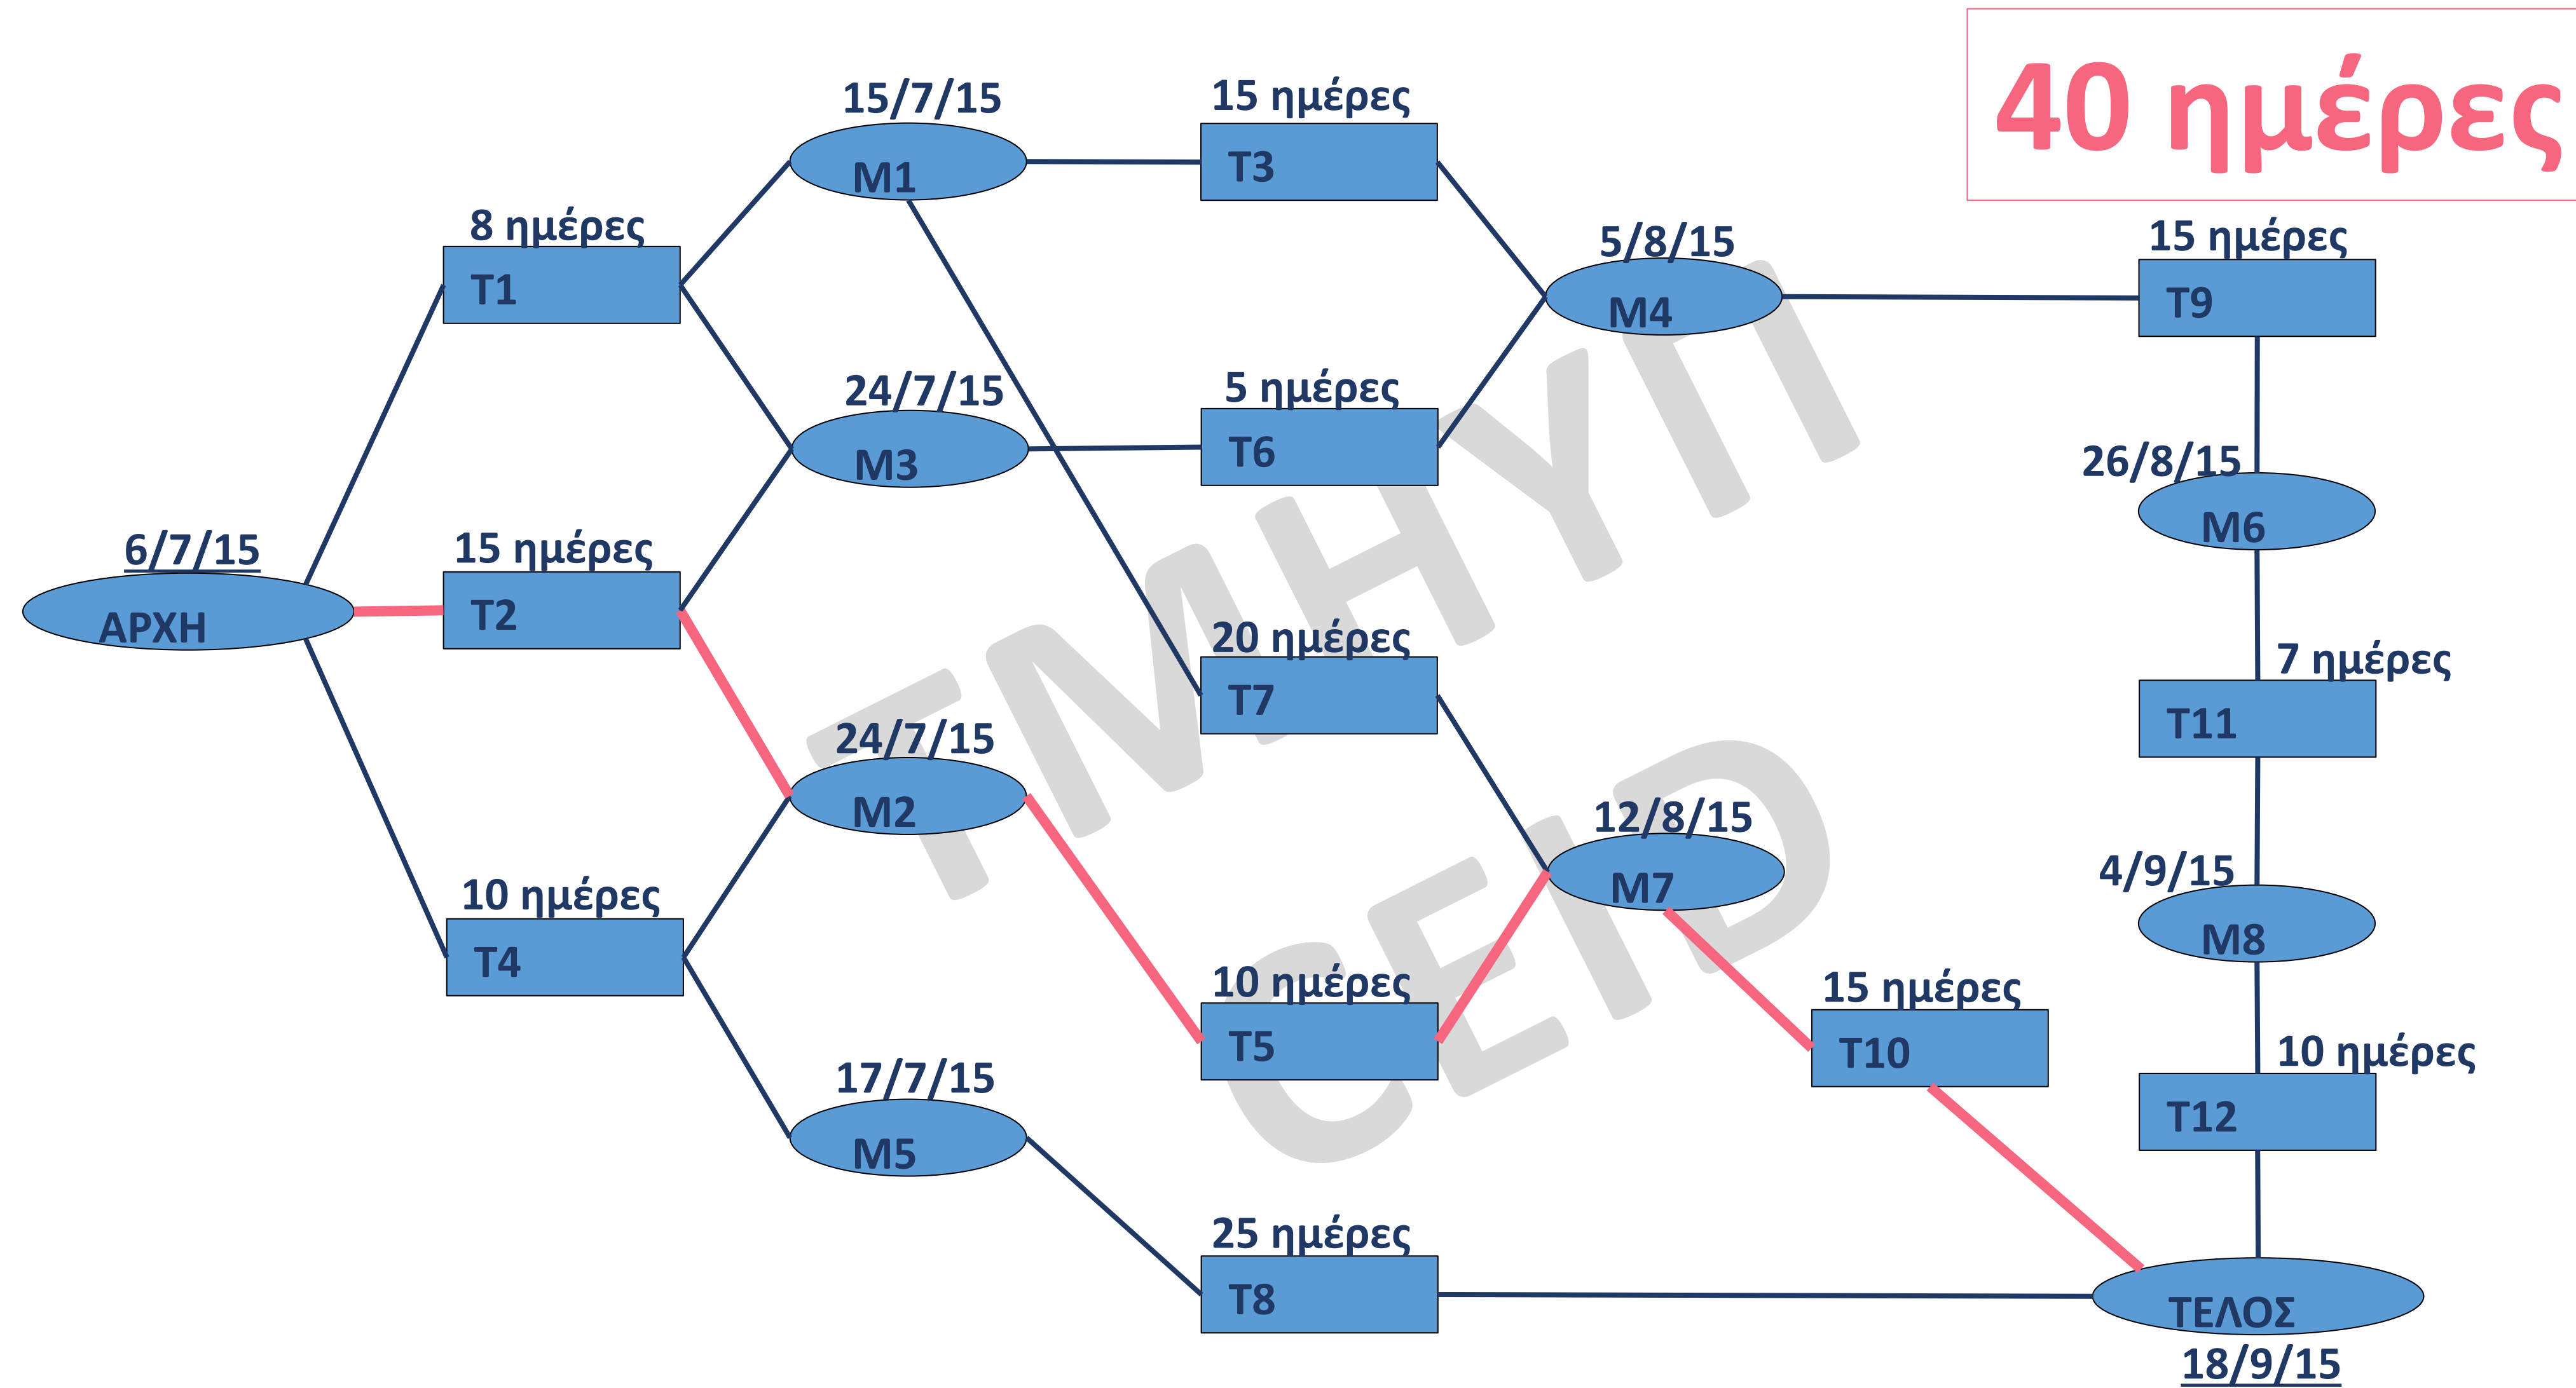 40 ημέρες
15/7/15
15 ημέρες
M1
T3
8 ημέρες
5/8/15
15 ημέρες
T1
M4
T9
24/7/15
5 ημέρες
M3
T6
26/8/15
M6
6/7/15
15 ημέρες
ΑΡΧΗ
T2
20 ημέρες
7 ημέρες
T7
T11
24/7/15
M2
12/8/15
M7
4/9/15
M8
10 ημέρες
T4
10 ημέρες
T5
15 ημέρες
T10
10 ημέρες
T12
17/7/15
M5
25 ημέρες
T8
ΤΕΛΟΣ
18/9/15
ΤΜΗΥΠ
CEID